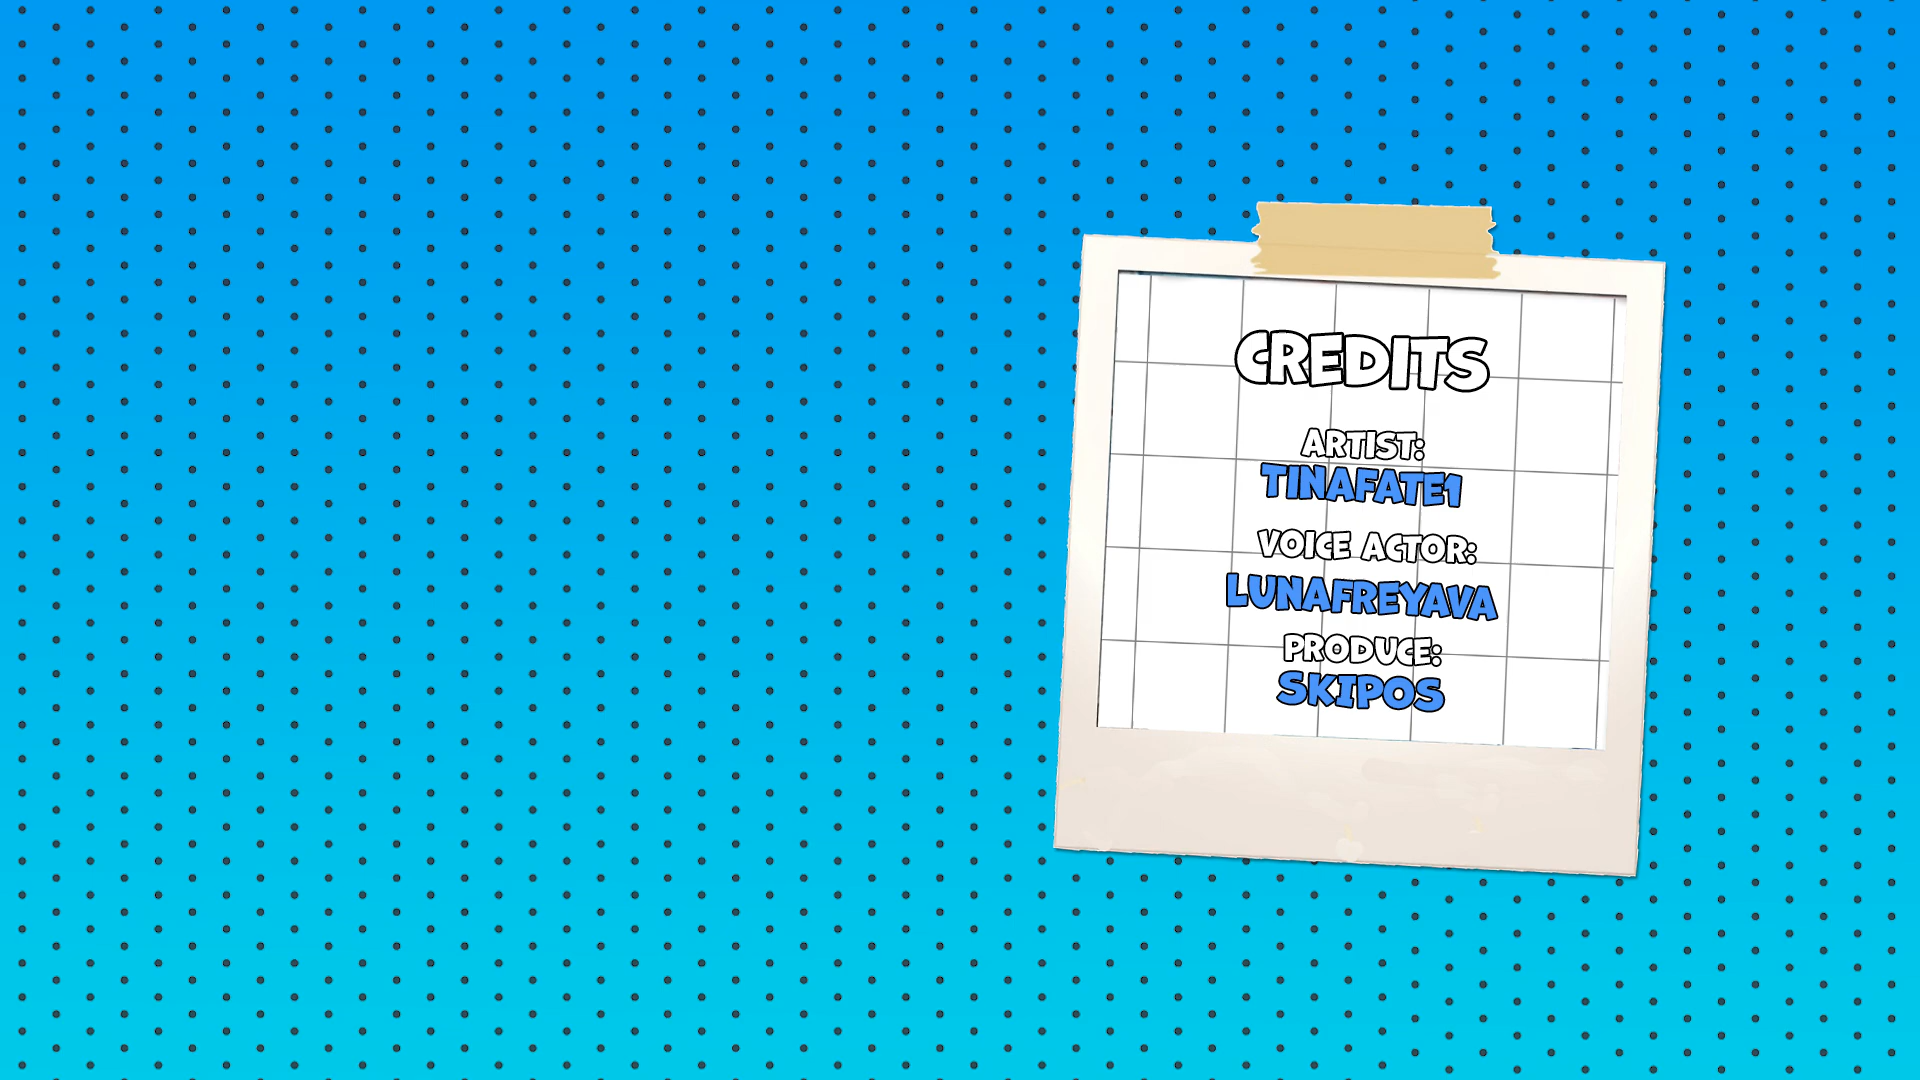 CREDITS
ARTIST:
TINAFATE1
VOICE ACTOR:
LUNAFREYAVA
PRODUCE:
SKIPOS